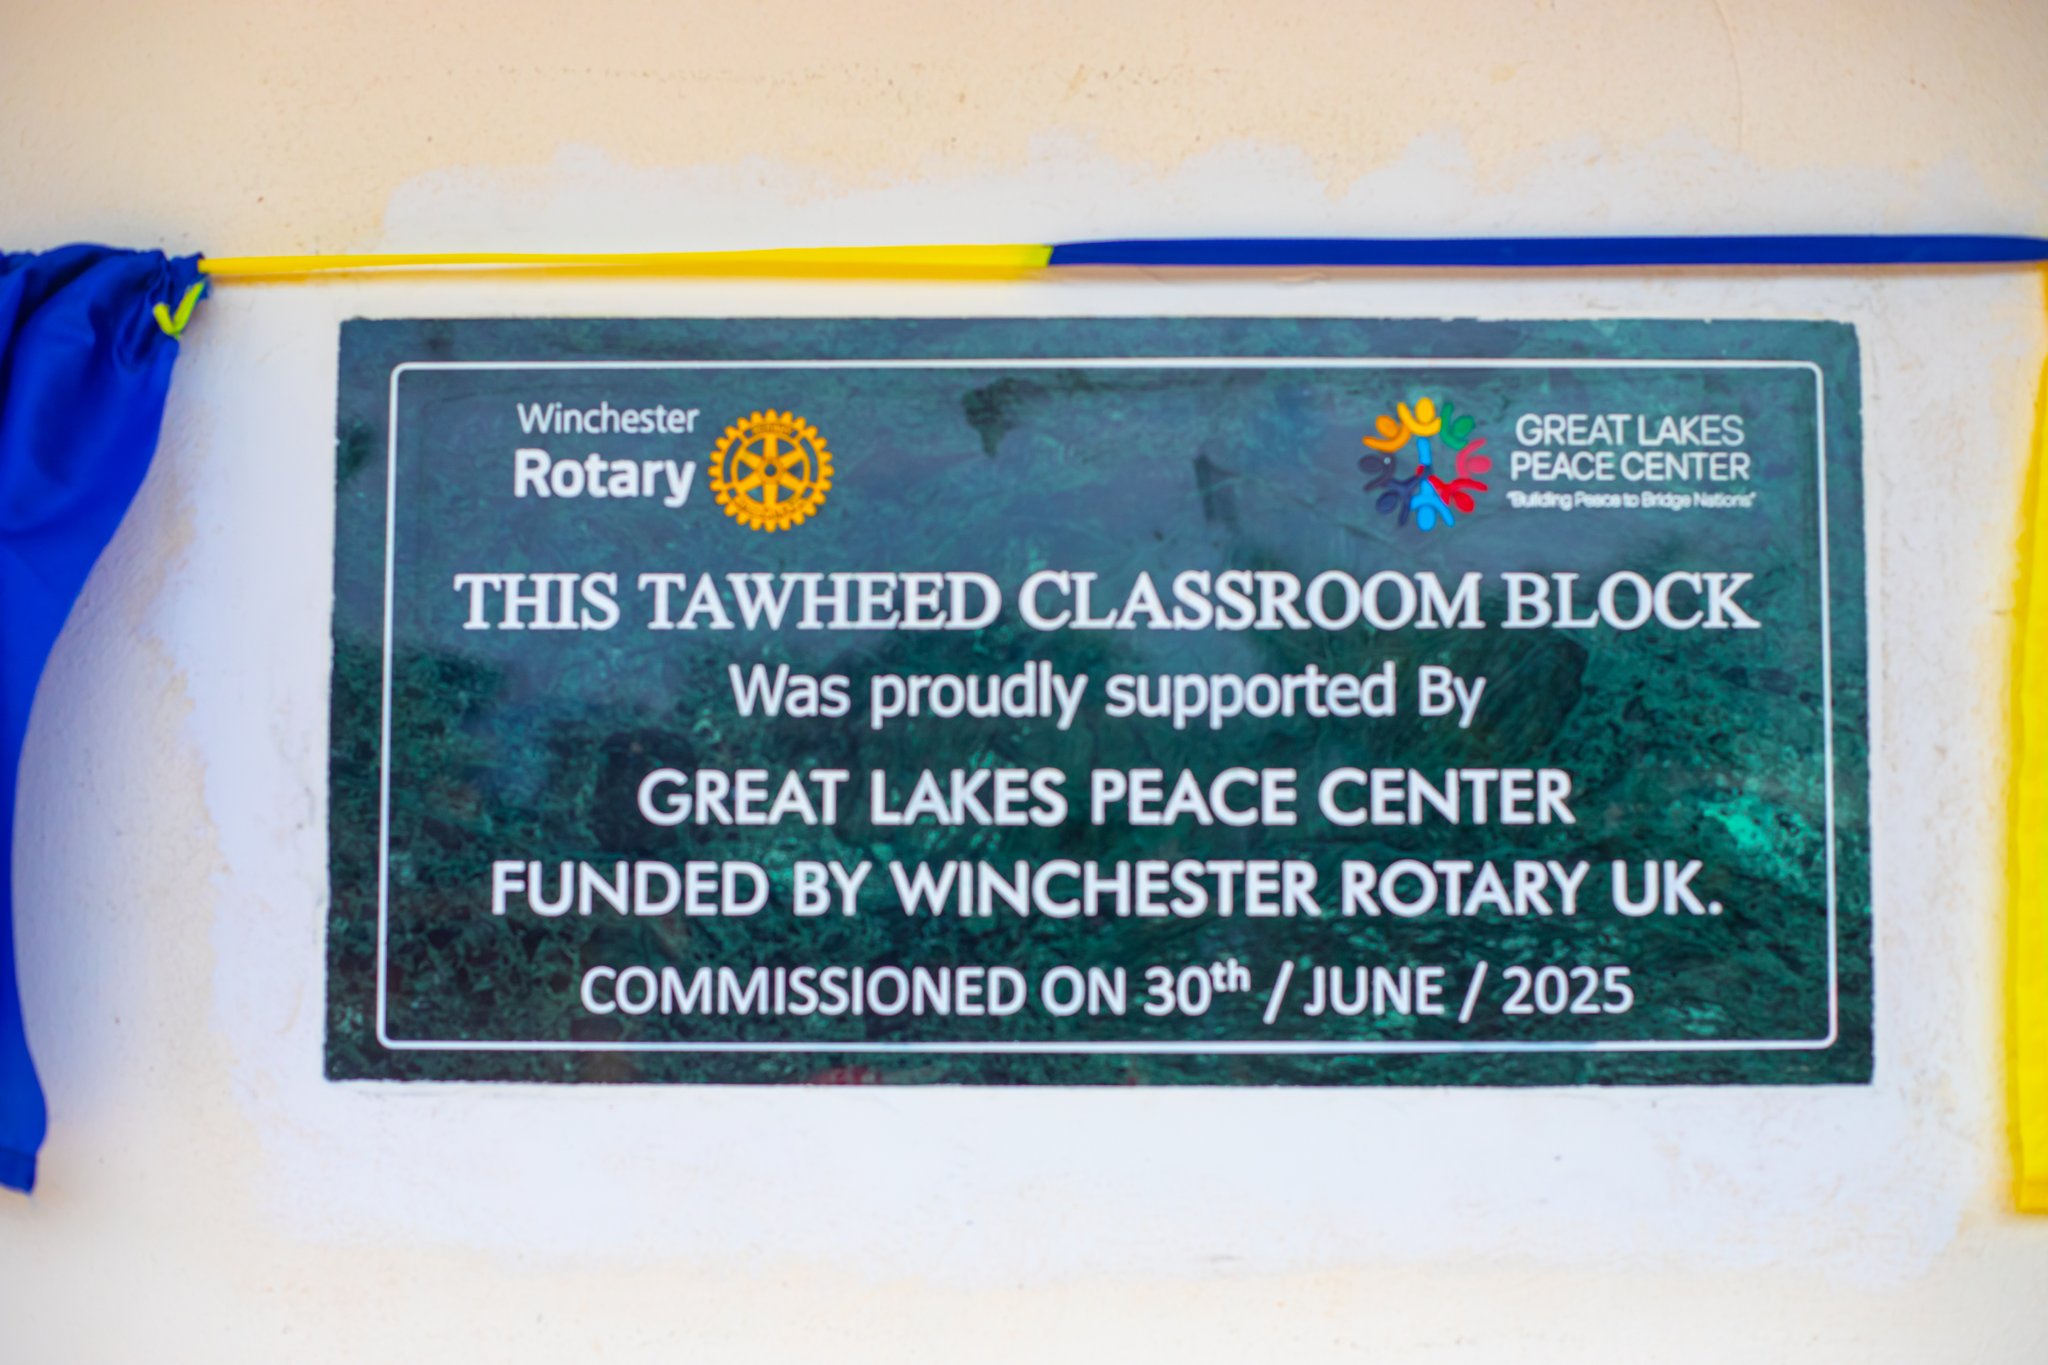 Winchester
Rotary
GREAT LAKES
PEACE CENTER
"Building Peace to Bridge Nations"
THIS TAWHEED CLASSROOM BLOCK
Was proudly supported By
GREAT LAKES PEACE CENTER
FUNDED BY WINCHESTER ROTARY UK.
COMMISSIONED ON 30th / JUNE / 2025